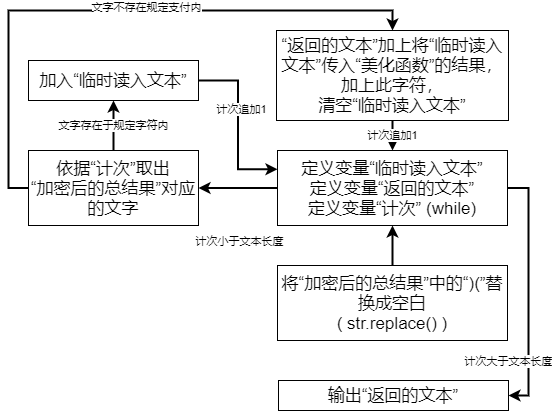 文字不存在规定支付内
“返回的文本”加上将“临时读入
文本”传入“美化函数”的结果，
加上此字符，
清空“临时读入文本”
加入“临时读入文本”
计次追加1
计次追加1
文字存在于规定字符内
依据“计次”取出
“加密后的总结果”对应
的文字
定义变量“临时读入文本”
定义变量“返回的文本”
定义变量“计次” (while)
计次小于文本长度
将“加密后的总结果”中的“)(”替
换成空白
( str.replace() )
计次大于文本长度
输出“返回的文本”